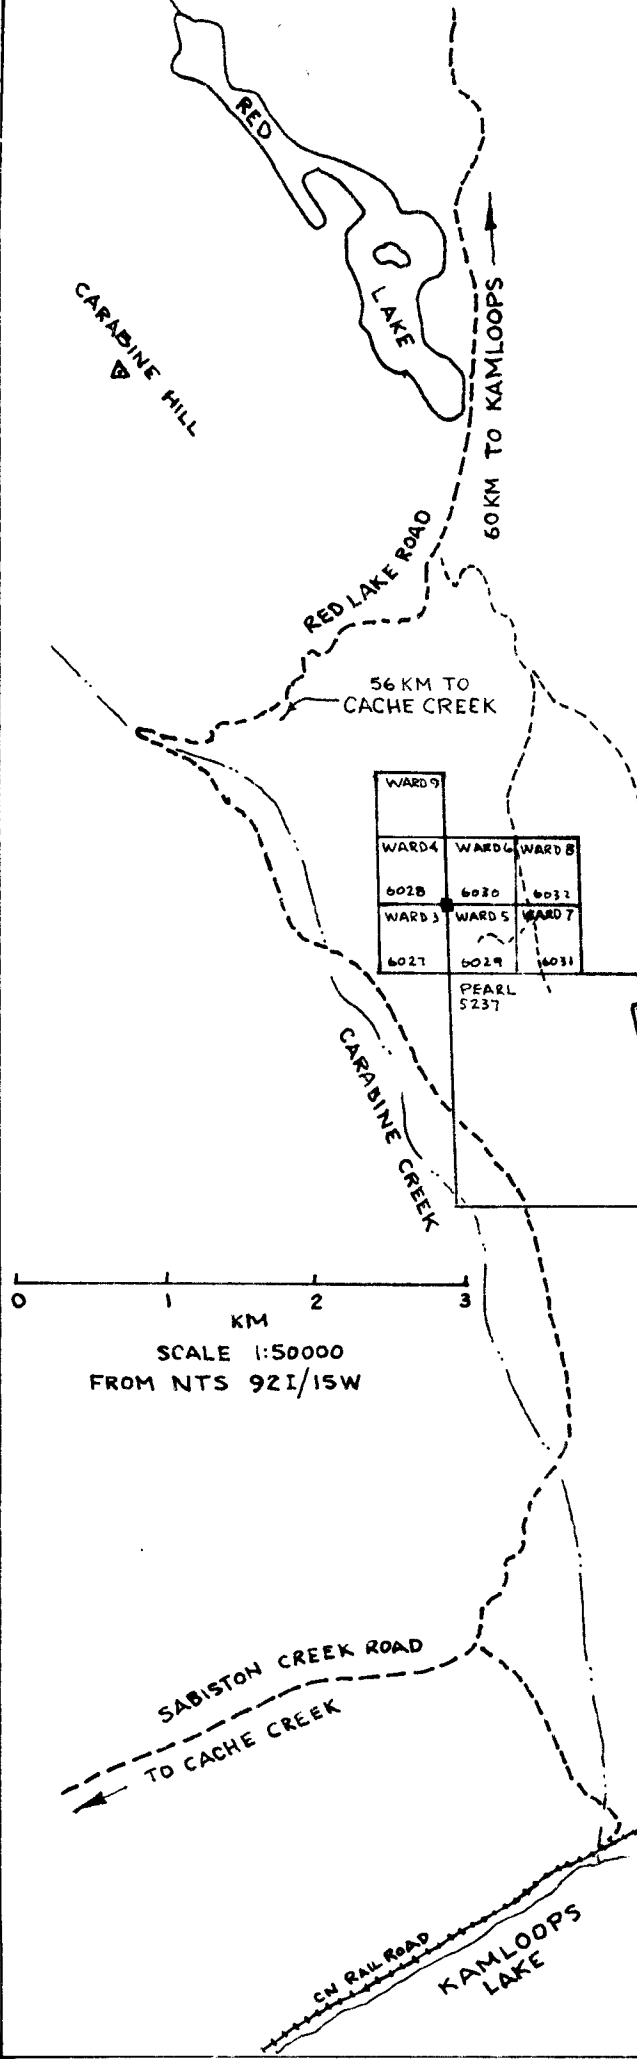 RED
LAKE
CARABINE HILL
60 KM TO KAMLOOPS
RED LAKE ROAD
56 KM TO
CACHE CREEK
WARD 9
WARD 4
WARD 6
WARD 8
6028
6030
6032
WARD 3
WARD 5
WARD 7
6027
6029
6031
PEARL
5237
CARABINE CREEK
0
1
2
3
KM
SCALE 1:50000
FROM NTS 92I/15W
SABISTON CREEK ROAD
TO CACHE CREEK
CN RAILROAD
KAMLOOPS
LAKE